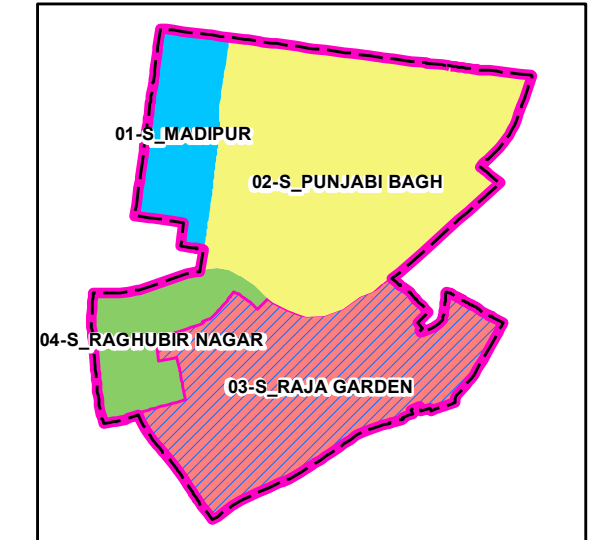 01-S_MADIPUR
02-S_PUNJABI BAGH
04-S_RAGHUBIR NAGAR
03-S_RAJA GARDEN